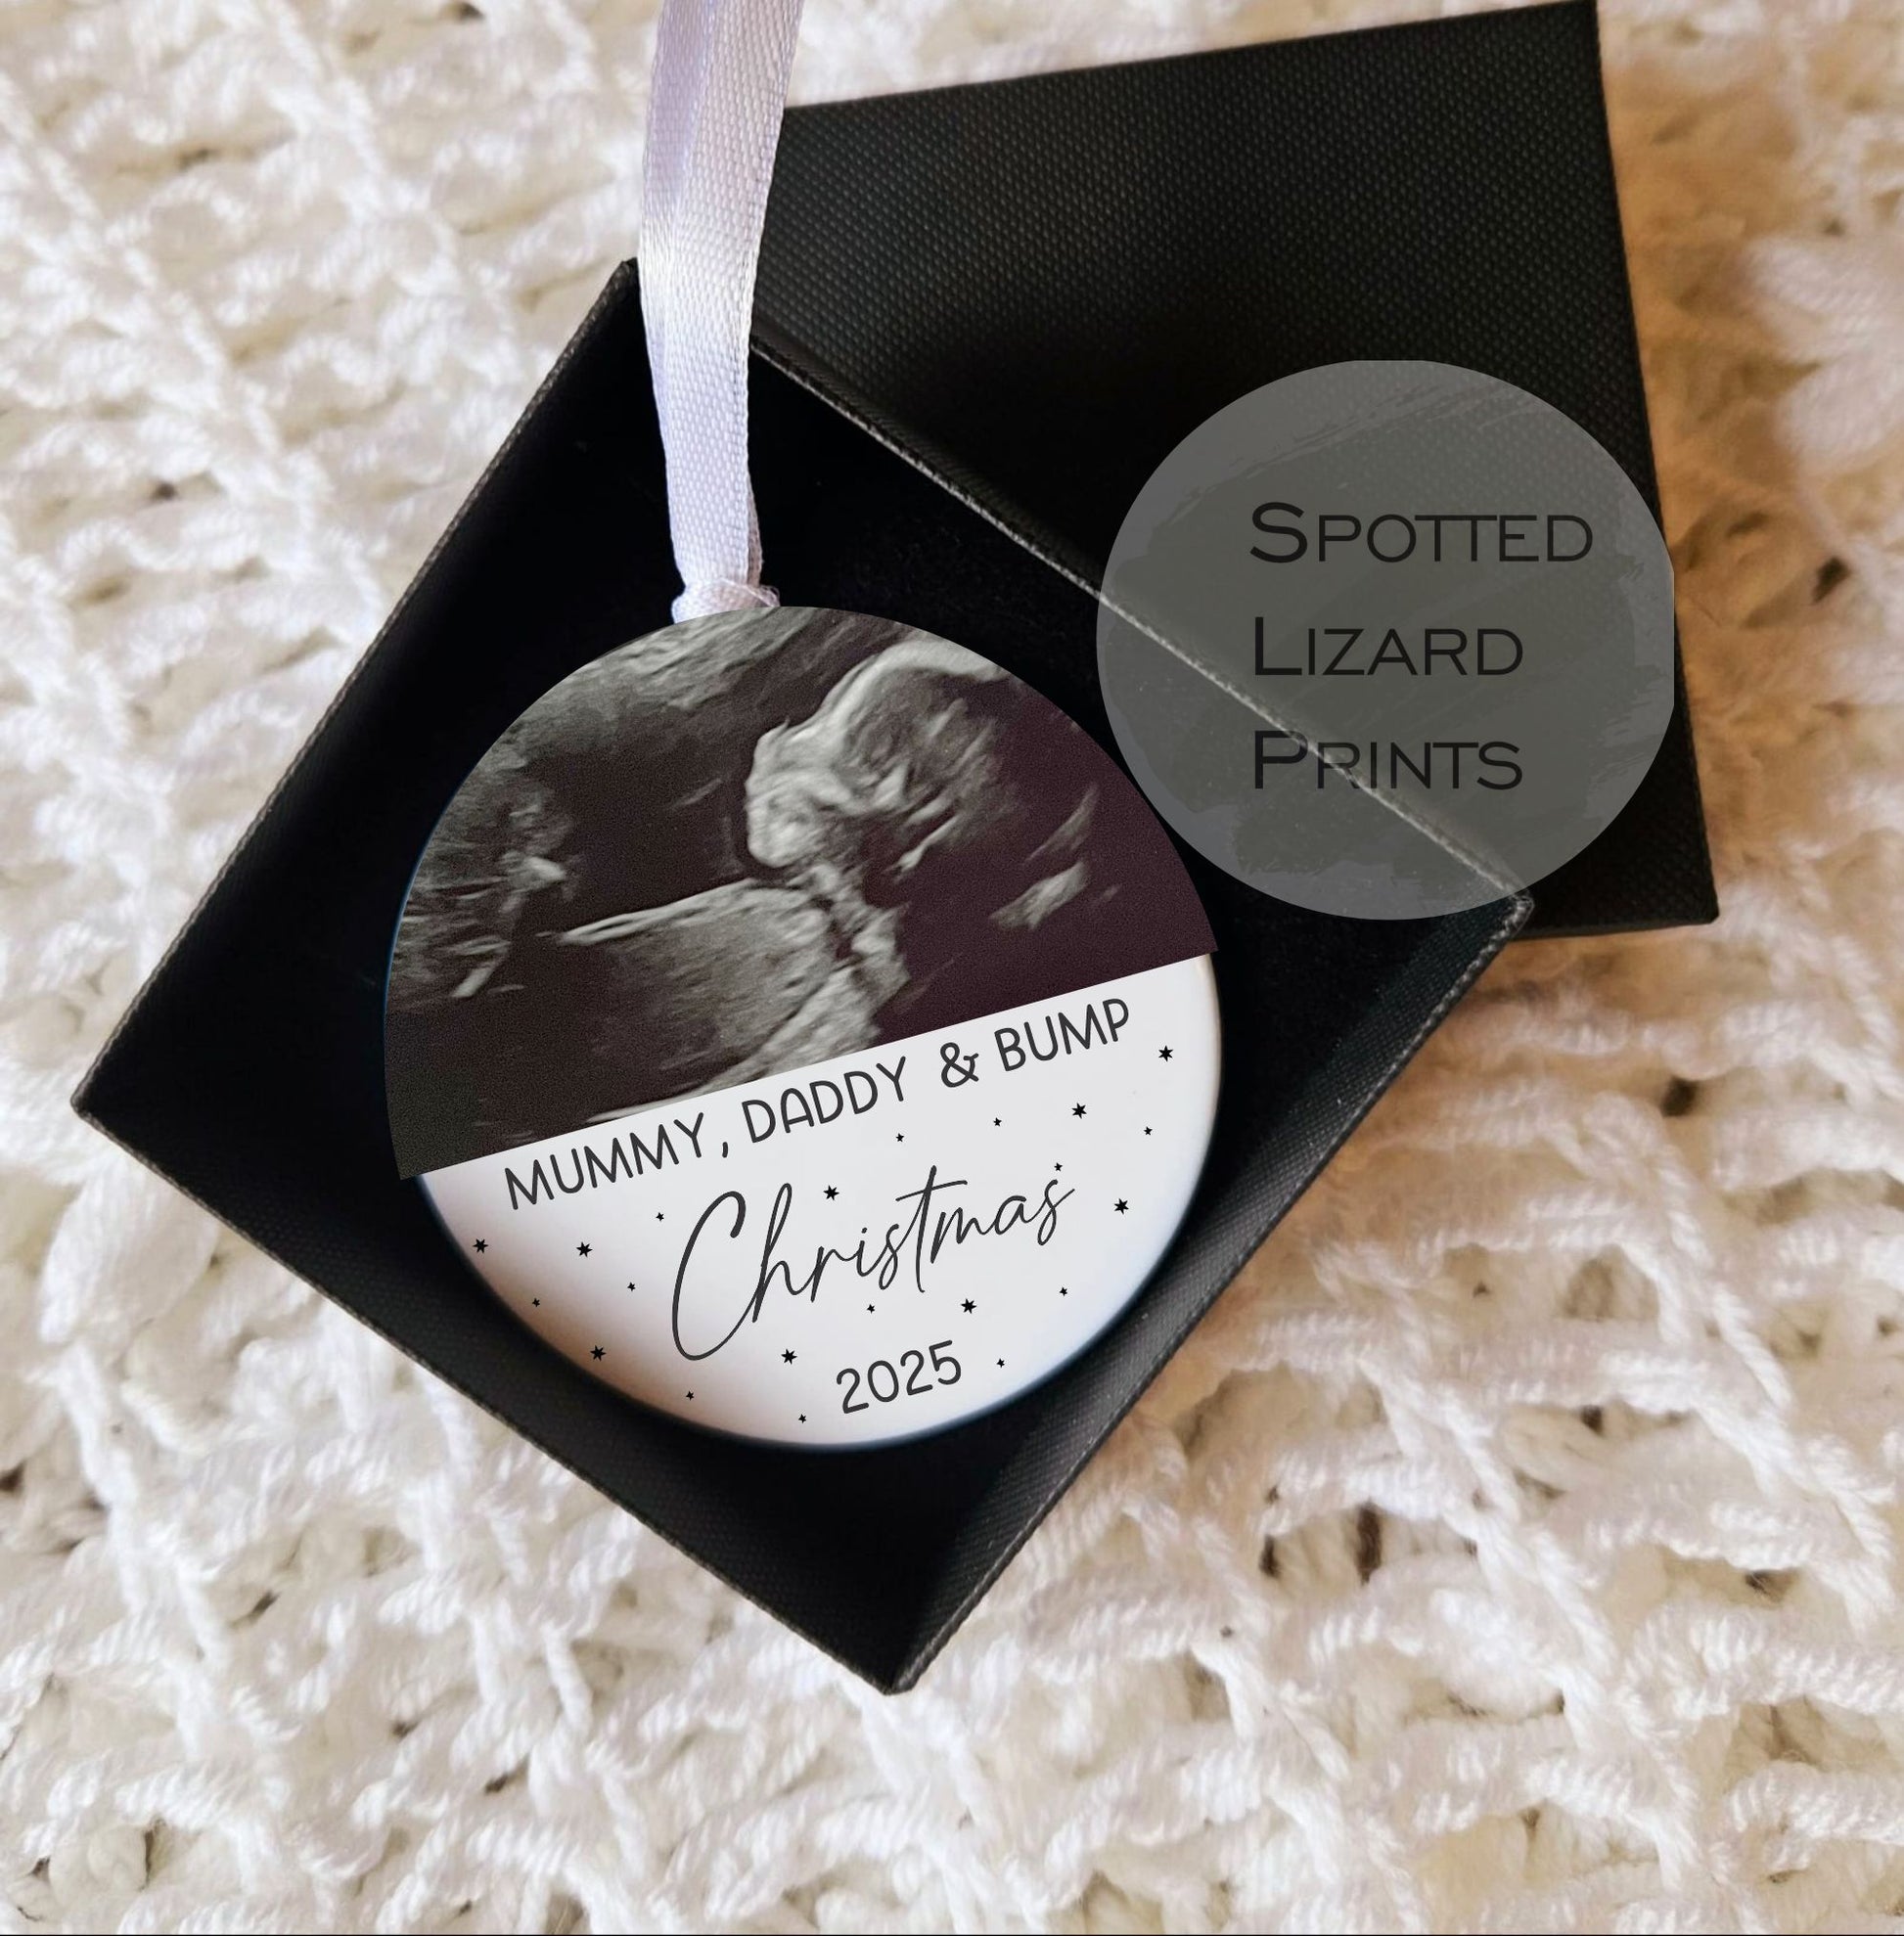 SPOTTED
LIZARD
PRINTS
MUMMY, DADDY & BUMP
Christmas
2025